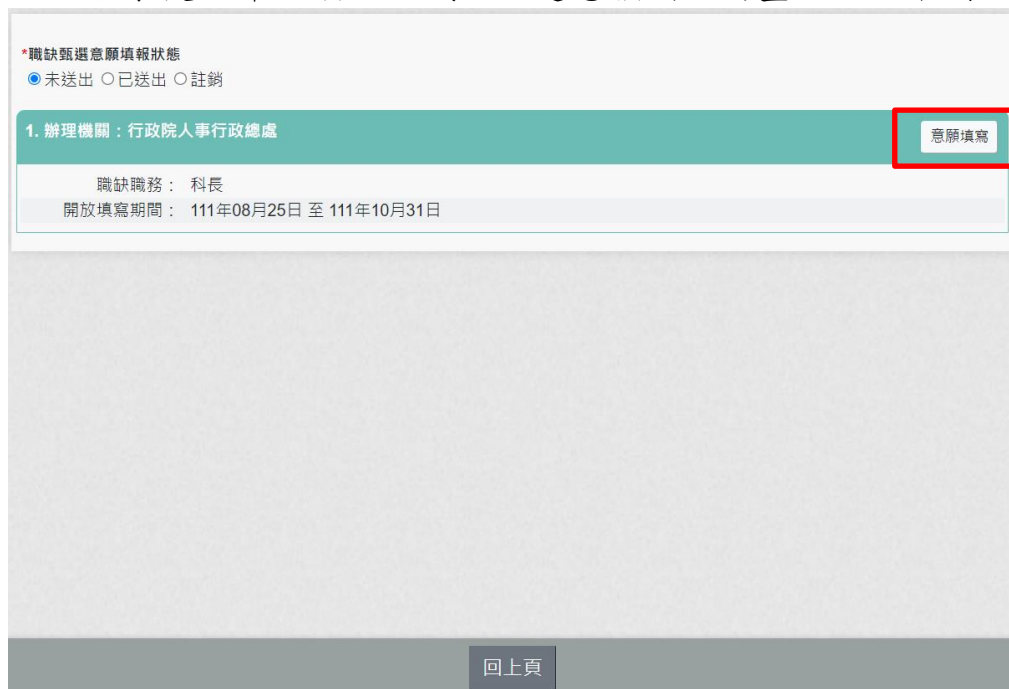 *職缺甄選意願填報狀態
未送出 已送出 註銷
1. 辦理機關：行政院人事行政總處
意願填寫
職缺職務： 科長
開放填寫期間： 111年08月25日 至 111年10月31日
回上頁